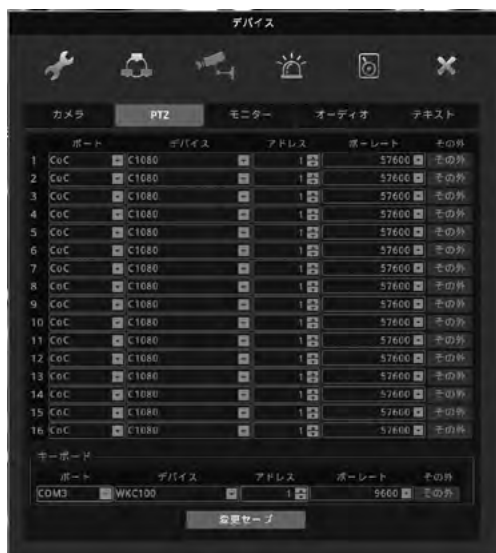 デバイス
カメラ PTZ モニター オーディオ テキスト
ポート デバイス アドレス ボーレート その外
1 CoC C1080 1 57600 その外
2 CoC C1080 1 57600 その外
3 CoC C1080 1 57600 その外
4 CoC C1080 1 57600 その外
5 CoC C1080 1 57600 その外
6 CoC C1080 1 57600 その外
7 CoC C1080 1 57600 その外
8 CoC C1080 1 57600 その外
9 CoC C1080 1 57600 その外
10 CoC C1080 1 57600 その外
11 CoC C1080 1 57600 その外
12 CoC C1080 1 57600 その外
13 CoC C1080 1 57600 その外
14 CoC C1080 1 57600 その外
15 CoC C1080 1 57600 その外
16 CoC C1080 1 57600 その外
キーボード
ポート デバイス アドレス ボーレート その外
COM3 WKC100 1 9600 その外
変更セーブ